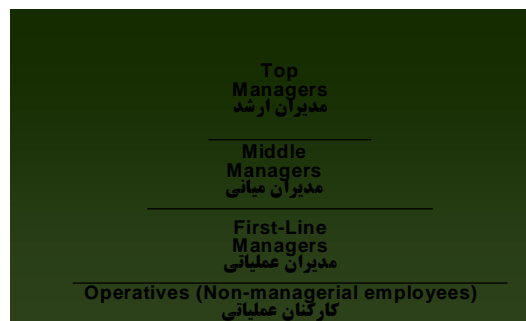 Top
Managers
مدیران ارشد
Middle
Managers
مدیران میانی
First-Line
Managers
مدیران عملیاتی
Operatives (Non-managerial employees)
کارکنان عملیاتی